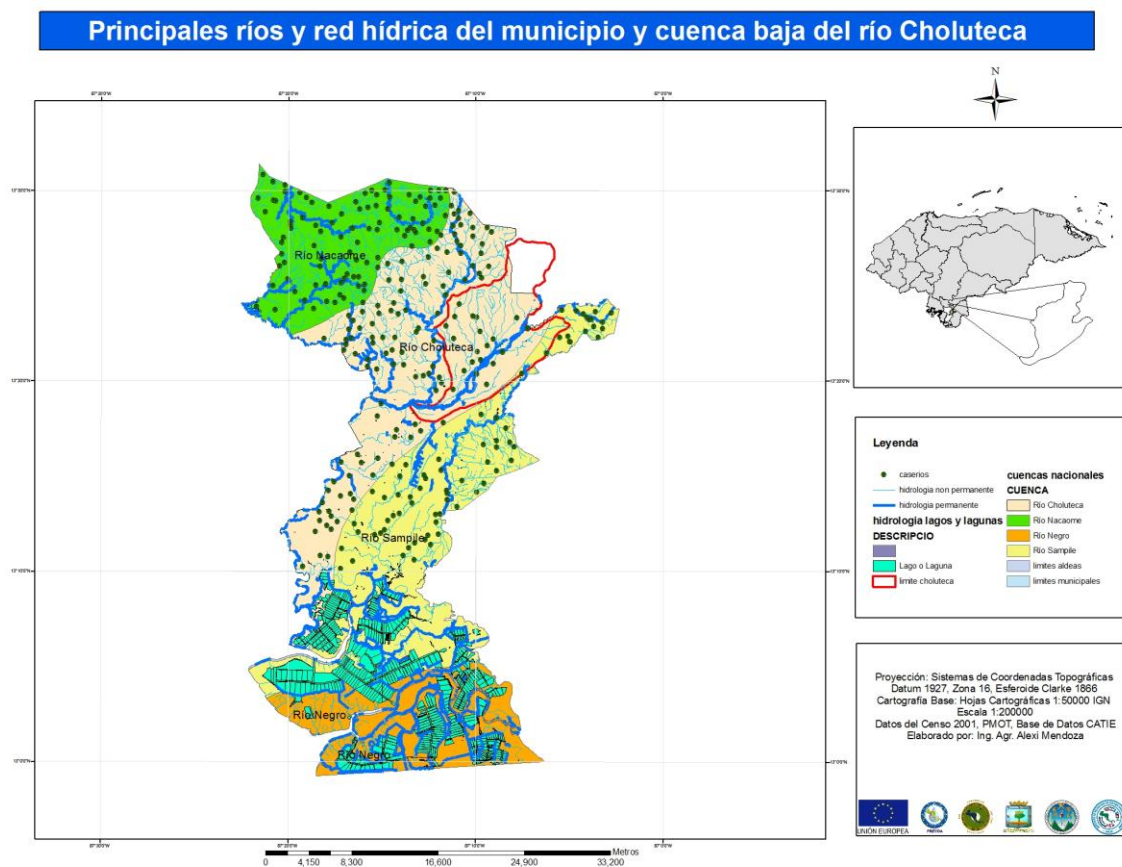 Principales ríos y red hídrica del municipio y cuenca baja del río Choluteca
N
Río Nacaome
Río Choluteca
Río Sampile
Río Negro
Río Negro
Leyenda
caserios
hidrologia non permanente
hidrologia permanente
hidrologia lagos y lagunas
DESCRIPCIO
Lago o Laguna
limite choluteca
cuencas nacionales
CUENCA
Río Choluteca
Río Nacaome
Río Negro
Río Sampile
limites aldeas
limites municipales
Proyección: Sistemas de Coordenadas Topográficas
Datum 1927, Zona 16, Esferoide Clarke 1866
Cartografía Base: Hojas Cartográficas 1:50000 IGN
Escala 1:200000
Datos del Censo 2001, PMOT, Base de Datos CATIE
Elaborado por: Ing. Agr. Alexi Mendoza
UNIÓN EUROPEA
Metros
0 4,150 8,300 16,600 24,900 33,200